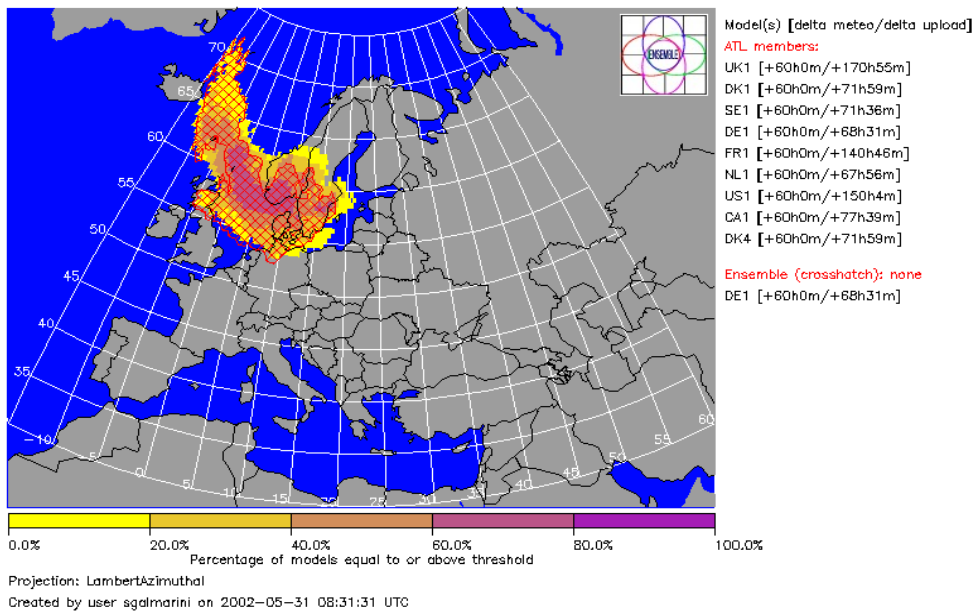 Model(s) [delta meteo/delta upload]
ATL members:
UK1 [+60h0m/+170h55m]
DK1 [+60h0m/+71h59m]
SE1 [+60h0m/+71h36m]
DE1 [+60h0m/+68h31m]
FR1 [+60h0m/+140h46m]
NL1 [+60h0m/+67h56m]
US1 [+60h0m/+150h4m]
CA1 [+60h0m/+77h39m]
DK4 [+60h0m/+71h59m]
Ensemble (crosshatch): none
DE1 [+60h0m/+68h31m]
ENSEMBLE
70
65
60
55
50
45
40
35
-10 -5 0 5 10 15 20 25 30 35 40 45 50 55 60
0.0% 20.0% 40.0% 60.0% 80.0% 100.0%
Percentage of models equal to or above threshold
Projection: LambertAzimuthal
Created by user sgalmarini on 2002-05-31 08:31:31 UTC